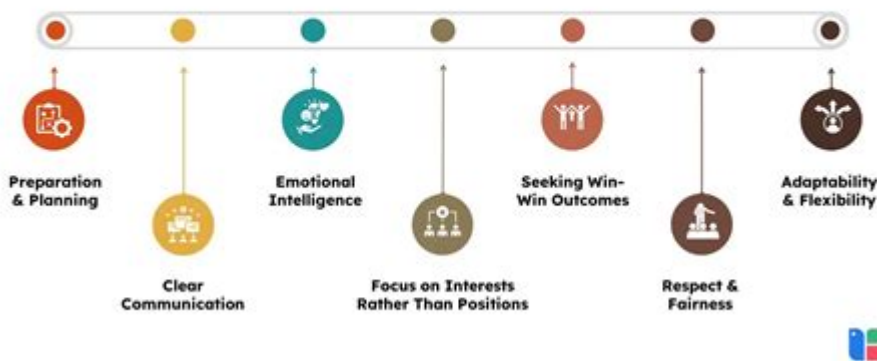 Preparation
& Planning
Clear
Communication
Emotional
Intelligence
Focus on Interests
Rather Than Positions
Seeking Win-
Win Outcomes
Respect &
Fairness
Adaptability
& Flexibility